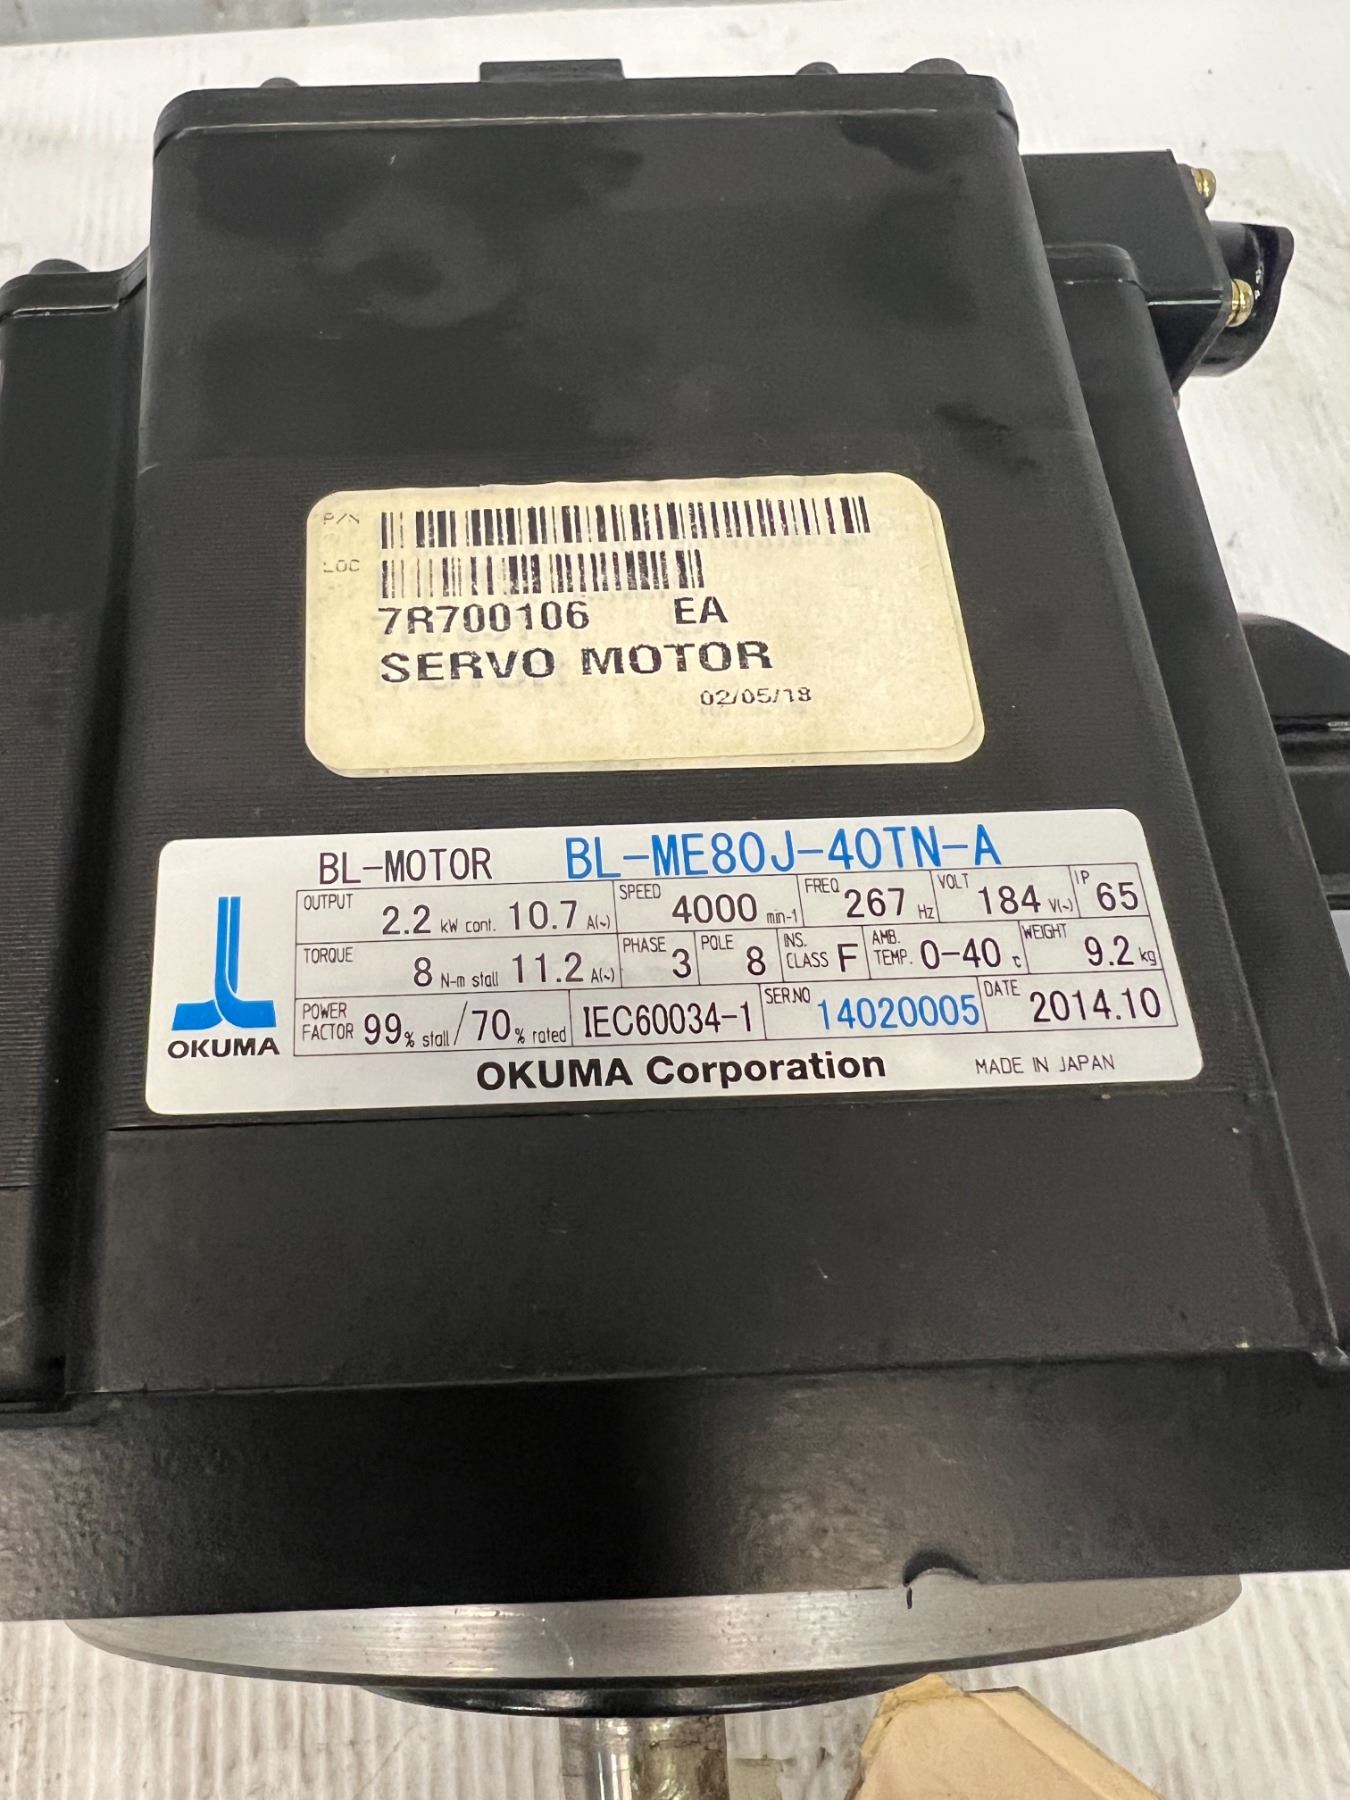 P/N
LOC
7R700106 EA
SERVO MOTOR
02/05/18
BL-MOTOR BL-ME80J-40TN-A
OUTPUT 2.2 kW cont. 10.7 A(~) SPEED 4000 min-1 FREQ 267 Hz VOLT 184 V(~) IP 65
TORQUE 8 N-m stall 11.2 A(~) PHASE 3 POLE 8 INS. CLASS F AMB. TEMP. 0-40 ℃ WEIGHT 9.2 kg
POWER FACTOR 99% stall/70% rated IEC60034-1 SER.NO 14020005 DATE 2014.10
OKUMA
OKUMA Corporation MADE IN JAPAN